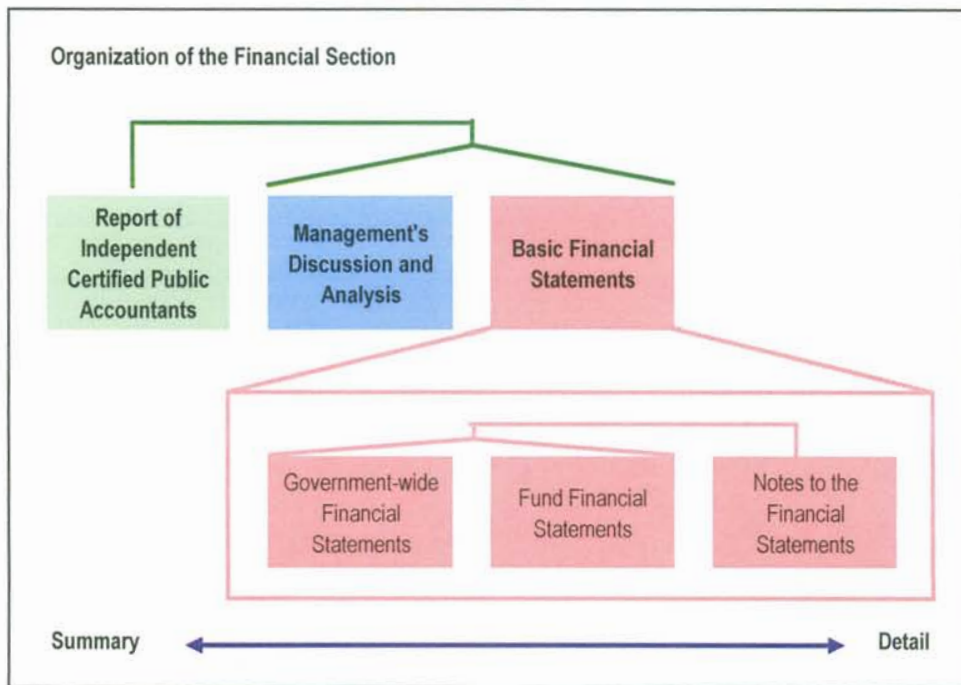 Organization of the Financial Section
Report of
Independent
Certified Public
Accountants
Management's
Discussion and
Analysis
Basic Financial
Statements
Government-wide
Financial
Statements
Fund Financial
Statements
Notes to the
Financial
Statements
Summary
Detail